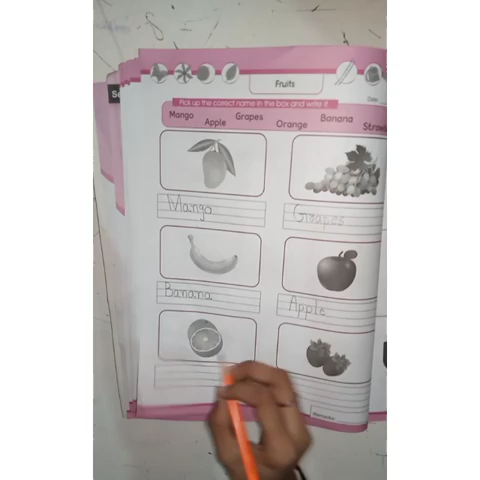 Fruits
Date:
Pick up the correct name in the box and write it
Mango Apple Grapes Orange Banana
Mango
Grapes
Banana
Apple